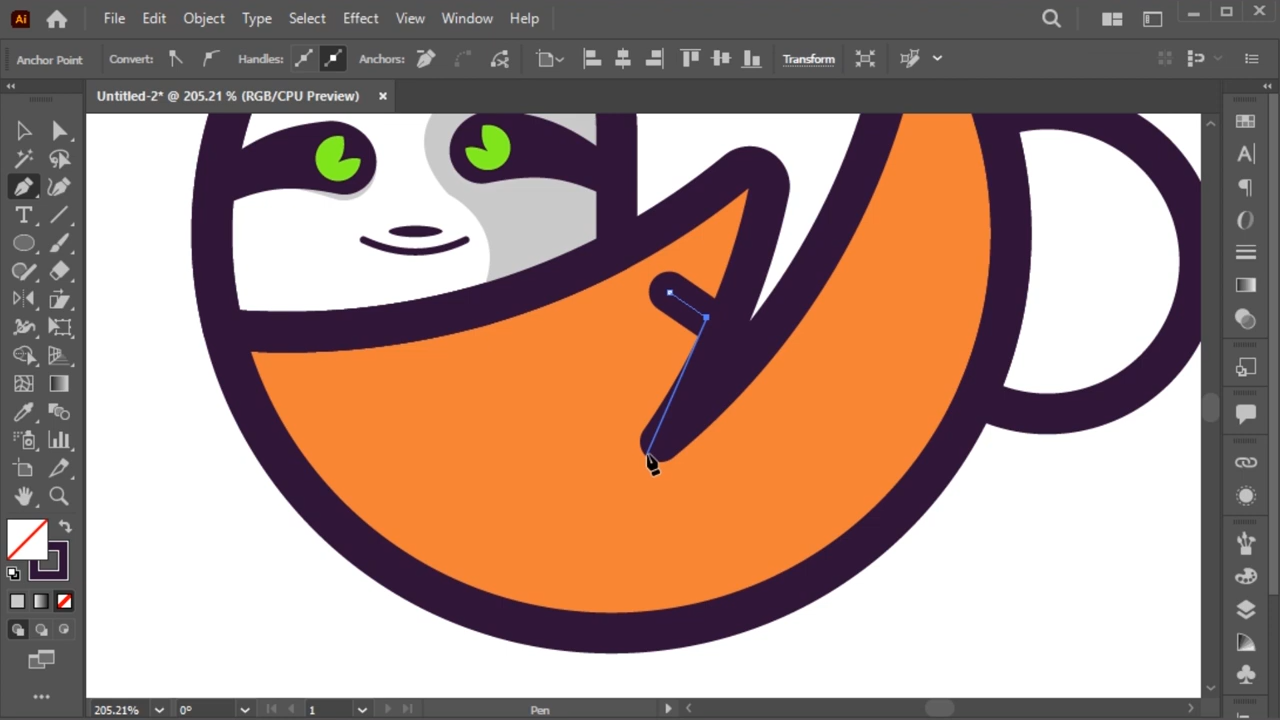 Ai File Edit Object Type Select Effect View Window Help
Anchor Point Convert: Handles: Anchors: Transform
Untitled-2* @ 205.21 % (RGB/CPU Preview) ×
205.21% 0° 1 Pen